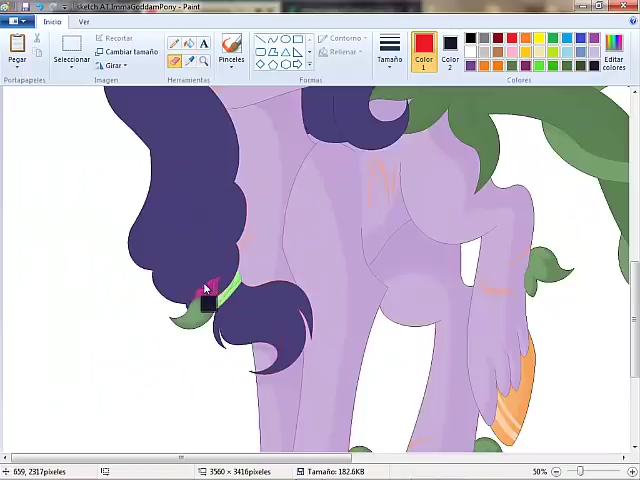 sketch AT ImmaGoddamPony - Paint
Inicio
Ver
Pegar
Portapapeles
Seleccionar
Recortar
Cambiar tamaño
Girar
Imagen
Herramientas
Pinceles
Contorno
Rellenar
Formas
Tamaño
Color
1
Color
2
Editar
colores
Colores
659, 2317píxeles
3560 × 3416píxeles
Tamaño: 182.6KB
50%